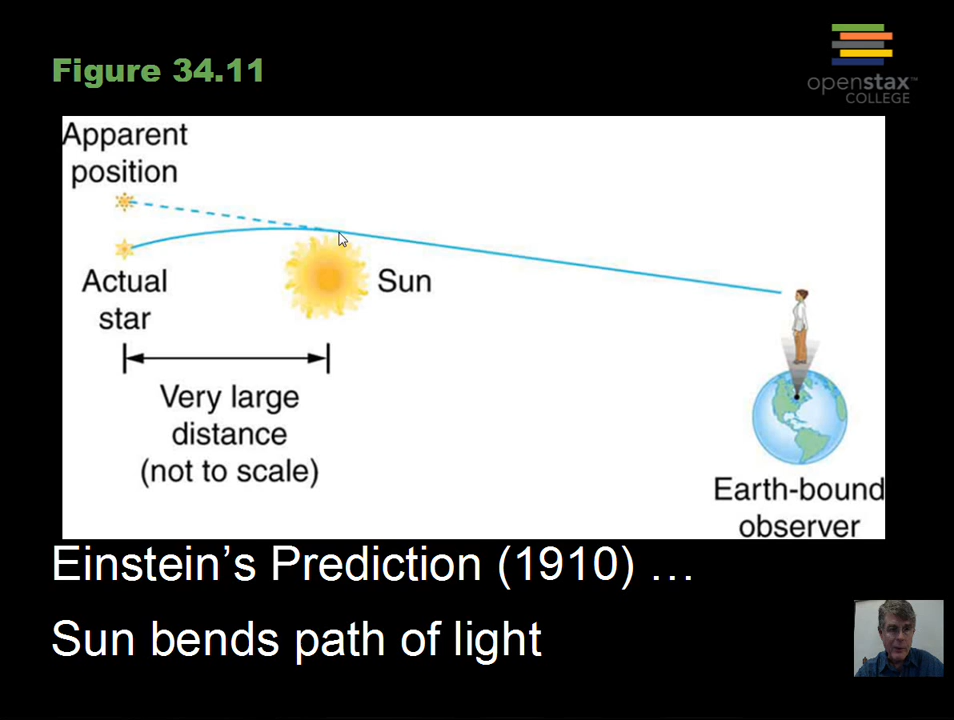 Figure 34.11
openstax™
COLLEGE
Apparent
position
Actual
star
Sun
Very large
distance
(not to scale)
Earth-bound
observer
Einstein’s Prediction (1910) …
Sun bends path of light